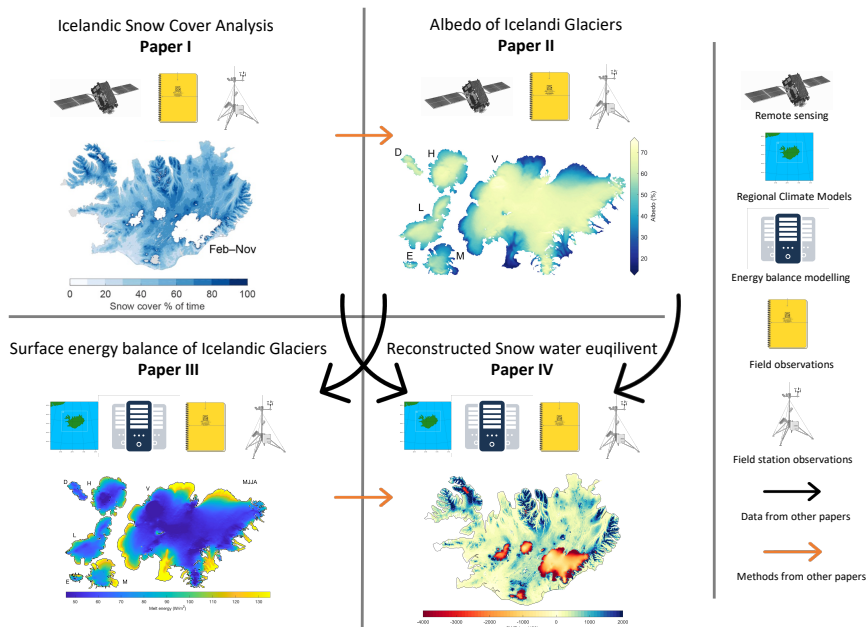 Icelandic Snow Cover Analysis
Paper I
Feb–Nov
0 20 40 60 80 100
Snow cover % of time
Albedo of Icelandi Glaciers
Paper II
D
H
V
L
E
M
70
60
50
40
30
20
Albedo (%)
Surface energy balance of Icelandic Glaciers
Paper III
D
H
V
MJJA
L
E
M
50 60 70 80 90 100 110 120 130
Melt energy (W/m²)
Reconstructed Snow water euqilivent
Paper IV
-4000 -3000 -2000 -1000 0 1000 2000
Remote sensing
Regional Climate Models
Energy balance modelling
Field observations
Field station observations
Data from other papers
Methods from other papers